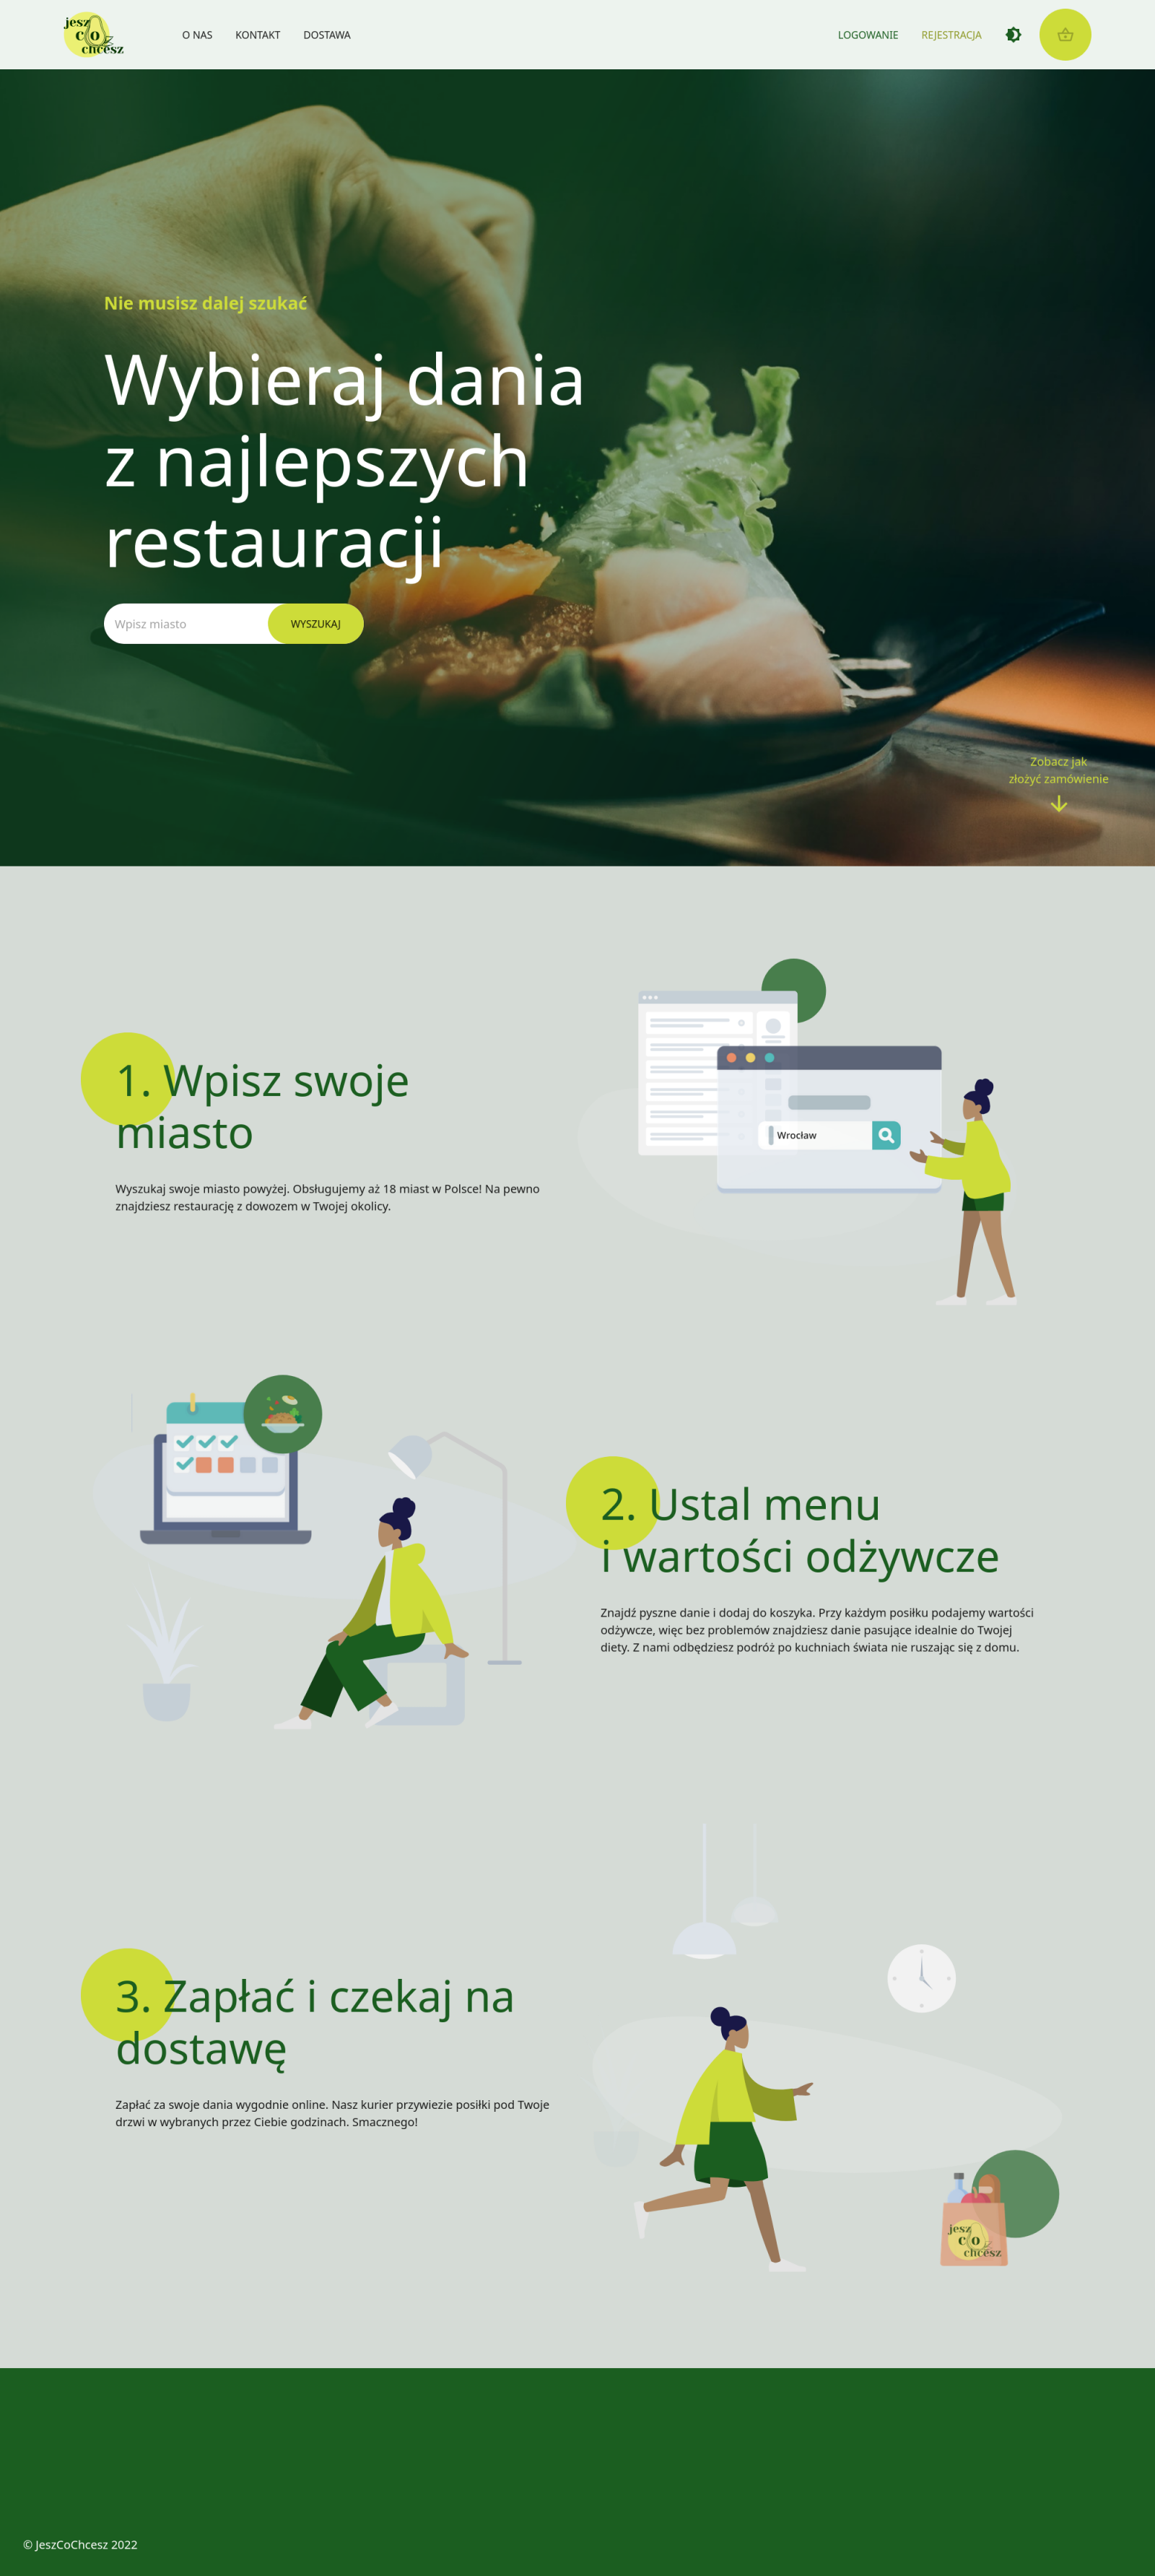 jesz
co
chcesz
O NAS
KONTAKT
DOSTAWA
LOGOWANIE
REJESTRACJA
Nie musisz dalej szukać
Wybieraj dania
z najlepszych
restauracji
Wpisz miasto
WYSZUKAJ
Zobacz jak
złożyć zamówienie
1. Wpisz swoje
miasto
Wyszukaj swoje miasto powyżej. Obsługujemy aż 18 miast w Polsce! Na pewno
znajdziesz restaurację z dowozem w Twojej okolicy.
Wrocław
2. Ustal menu
i wartości odżywcze
Znajdź pyszne danie i dodaj do koszyka. Przy każdym posiłku podajemy wartości
odżywcze, więc bez problemów znajdziesz danie pasujące idealnie do Twojej
diety. Z nami odbędziesz podróż po kuchniach świata nie ruszając się z domu.
3. Zapłać i czekaj na
dostawę
Zapłać za swoje dania wygodnie online. Nasz kurier przywiezie posiłki pod Twoje
drzwi w wybranych przez Ciebie godzinach. Smacznego!
jesz
co
chcesz
© JeszCoChcesz 2022